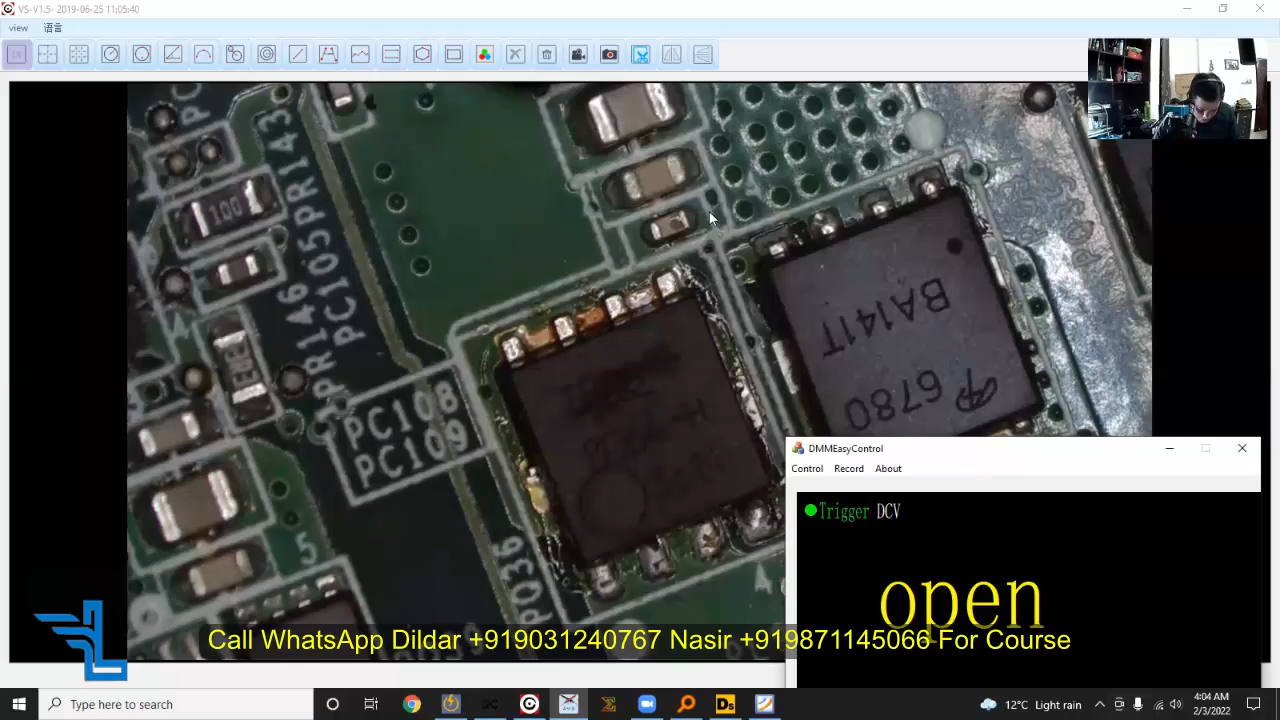 VS-V1.5- 2019-06-25 11:05:40
view 语言
100
PR143
PC105
PR146
PC108
PC109
PQ36
BA141T
6780
DMMEasyControl
Control Record About
Trigger DCV
open
Call WhatsApp Dildar +919031240767 Nasir +919871145066 For Course
Type here to search
Ds
12°C Light rain
4:04 AM
2/3/2022